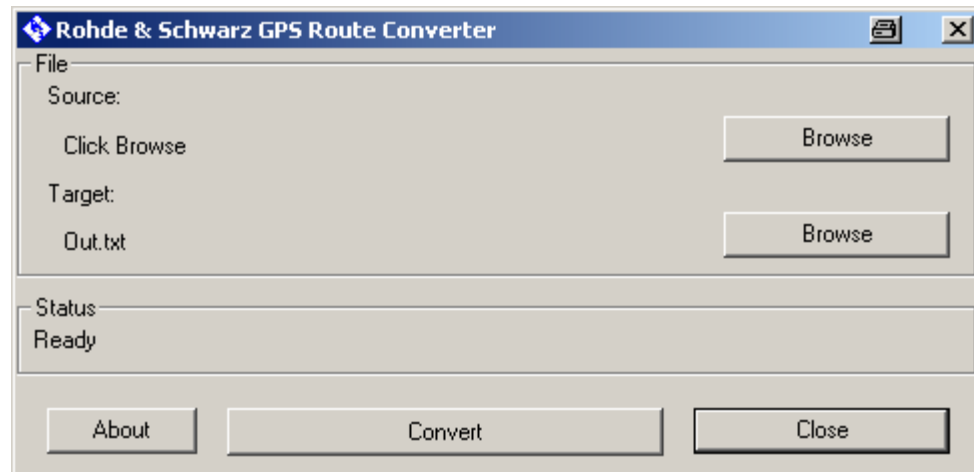 Rohde & Schwarz GPS Route Converter
File
Source:
Click Browse
Browse
Target:
Out.txt
Browse
Status
Ready
About
Convert
Close